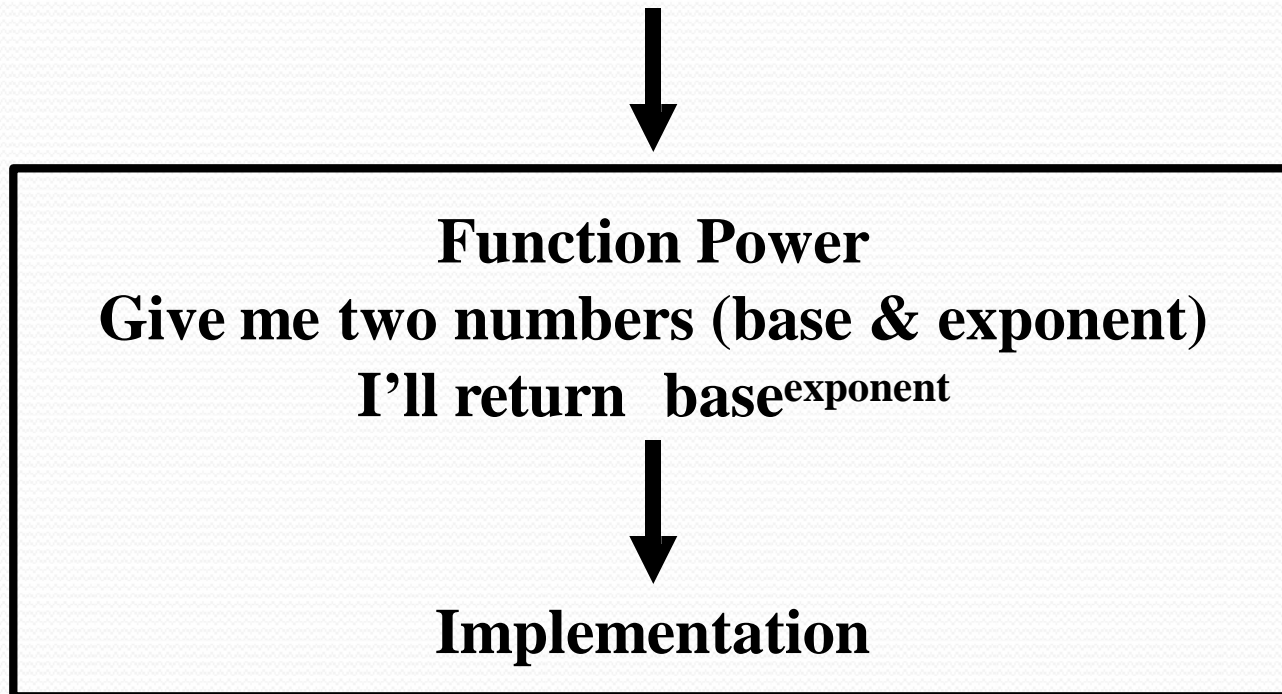 Function Power
Give me two numbers (base & exponent)
I’ll return base^exponent
Implementation